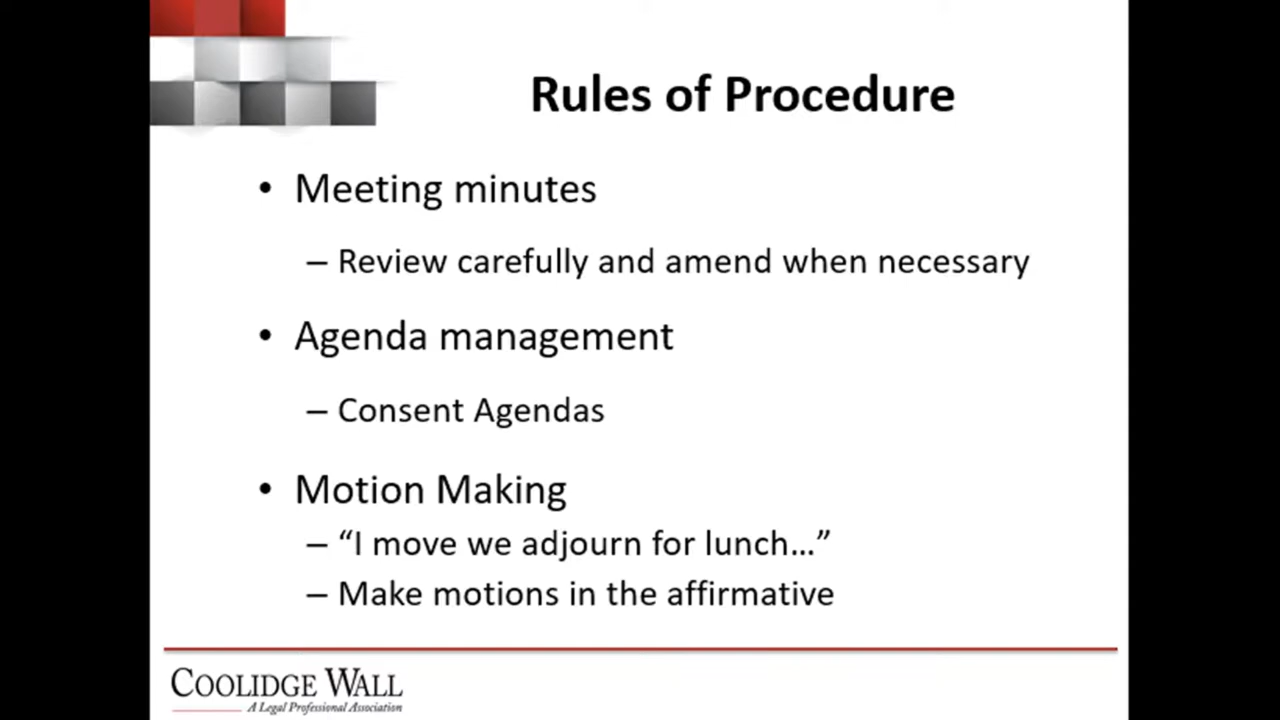 Rules of Procedure
• Meeting minutes
– Review carefully and amend when necessary
• Agenda management
– Consent Agendas
• Motion Making
– “I move we adjourn for lunch…”
– Make motions in the affirmative
COOLIDGE WALL
A Legal Professional Association